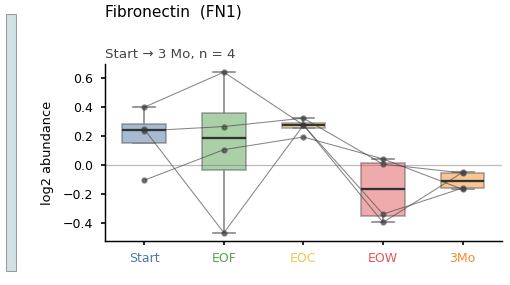 Fibronectin  (FN1)
Start → 3 Mo, n = 4
log2 abundance
0.6
0.4
0.2
0.0
−0.2
−0.4
Start EOF EOC EOW 3Mo